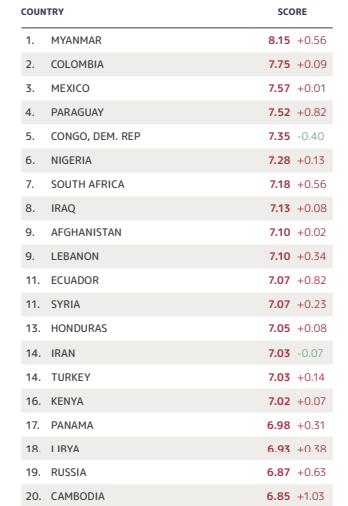 COUNTRY SCORE
1. MYANMAR 8.15 +0.56
2. COLOMBIA 7.75 +0.09
3. MEXICO 7.57 +0.01
4. PARAGUAY 7.52 +0.82
5. CONGO, DEM. REP 7.35 -0.40
6. NIGERIA 7.28 +0.13
7. SOUTH AFRICA 7.18 +0.56
8. IRAQ 7.13 +0.08
9. AFGHANISTAN 7.10 +0.02
9. LEBANON 7.10 +0.34
11. ECUADOR 7.07 +0.82
11. SYRIA 7.07 +0.23
13. HONDURAS 7.05 +0.08
14. IRAN 7.03 -0.07
14. TURKEY 7.03 +0.14
16. KENYA 7.02 +0.07
17. PANAMA 6.98 +0.31
18. LIBYA 6.93 +0.38
19. RUSSIA 6.87 +0.63
20. CAMBODIA 6.85 +1.03